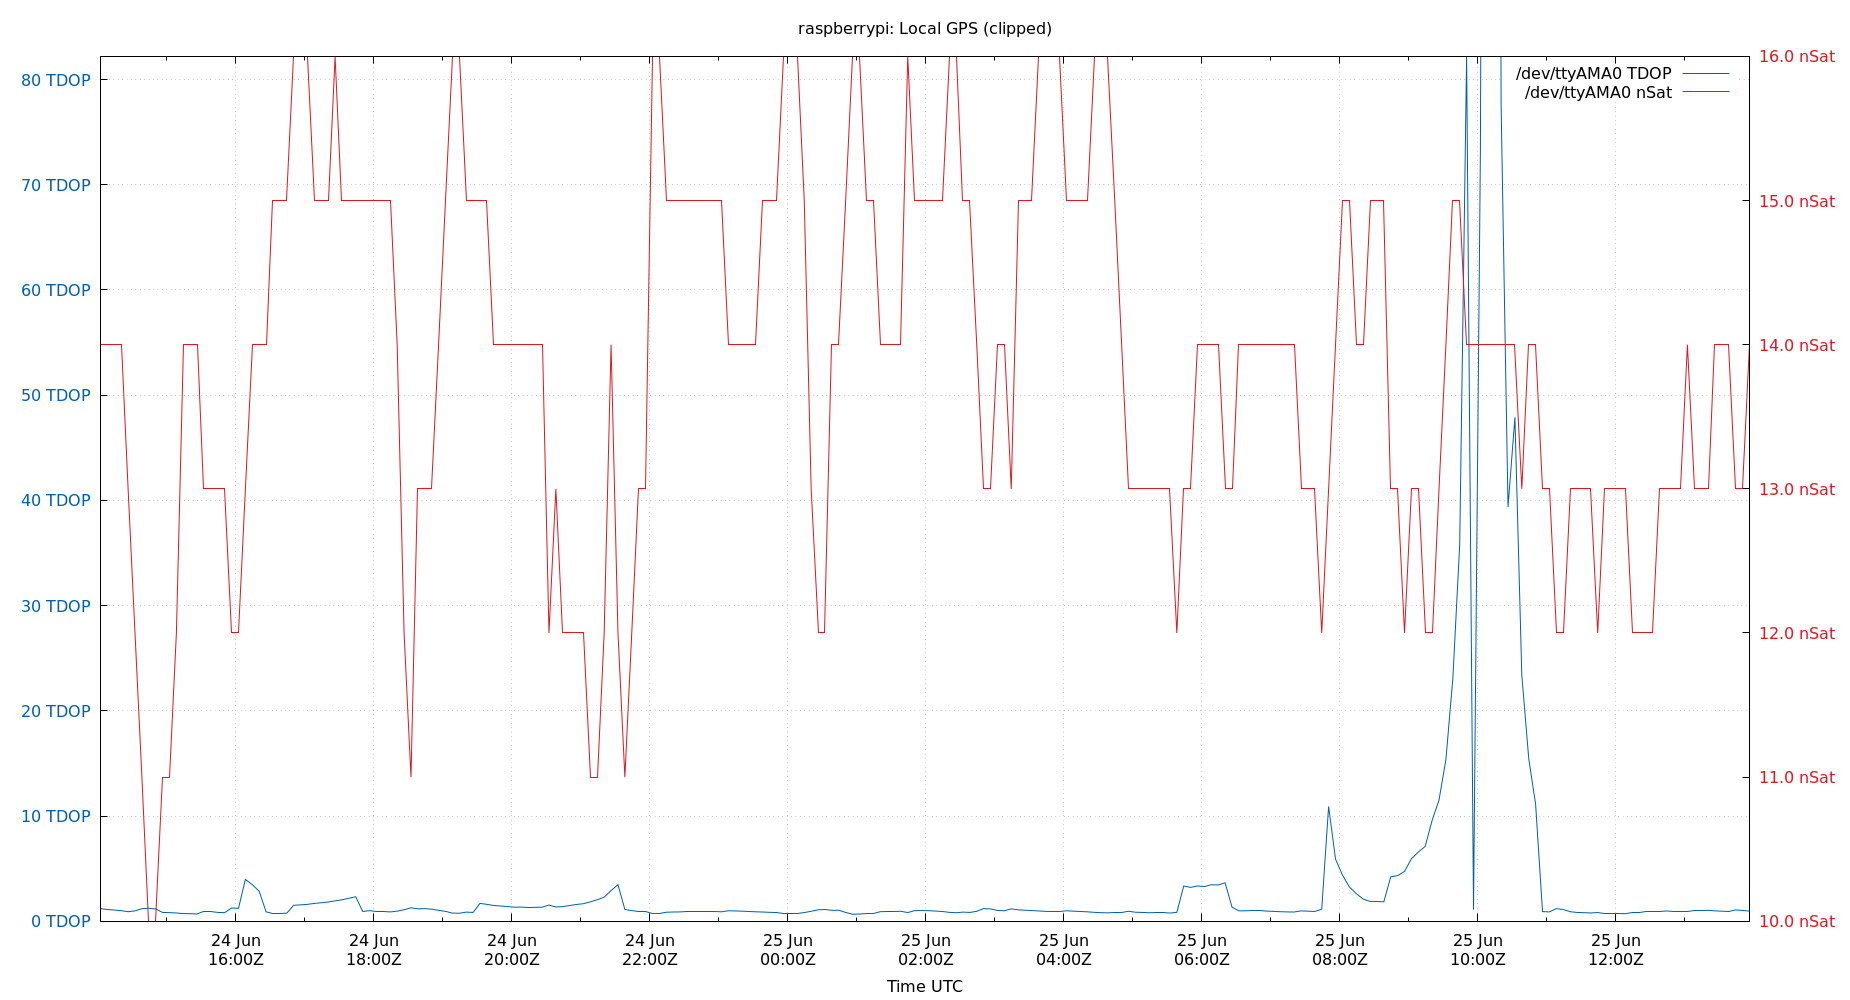 raspberrypi: Local GPS (clipped)
/dev/ttyAMA0 TDOP
/dev/ttyAMA0 nSat
80 TDOP
70 TDOP
60 TDOP
50 TDOP
40 TDOP
30 TDOP
20 TDOP
10 TDOP
0 TDOP
16.0 nSat
15.0 nSat
14.0 nSat
13.0 nSat
12.0 nSat
11.0 nSat
10.0 nSat
24 Jun 24 Jun 24 Jun 24 Jun 25 Jun 25 Jun 25 Jun 25 Jun 25 Jun 25 Jun 25 Jun
16:00Z 18:00Z 20:00Z 22:00Z 00:00Z 02:00Z 04:00Z 06:00Z 08:00Z 10:00Z 12:00Z
Time UTC